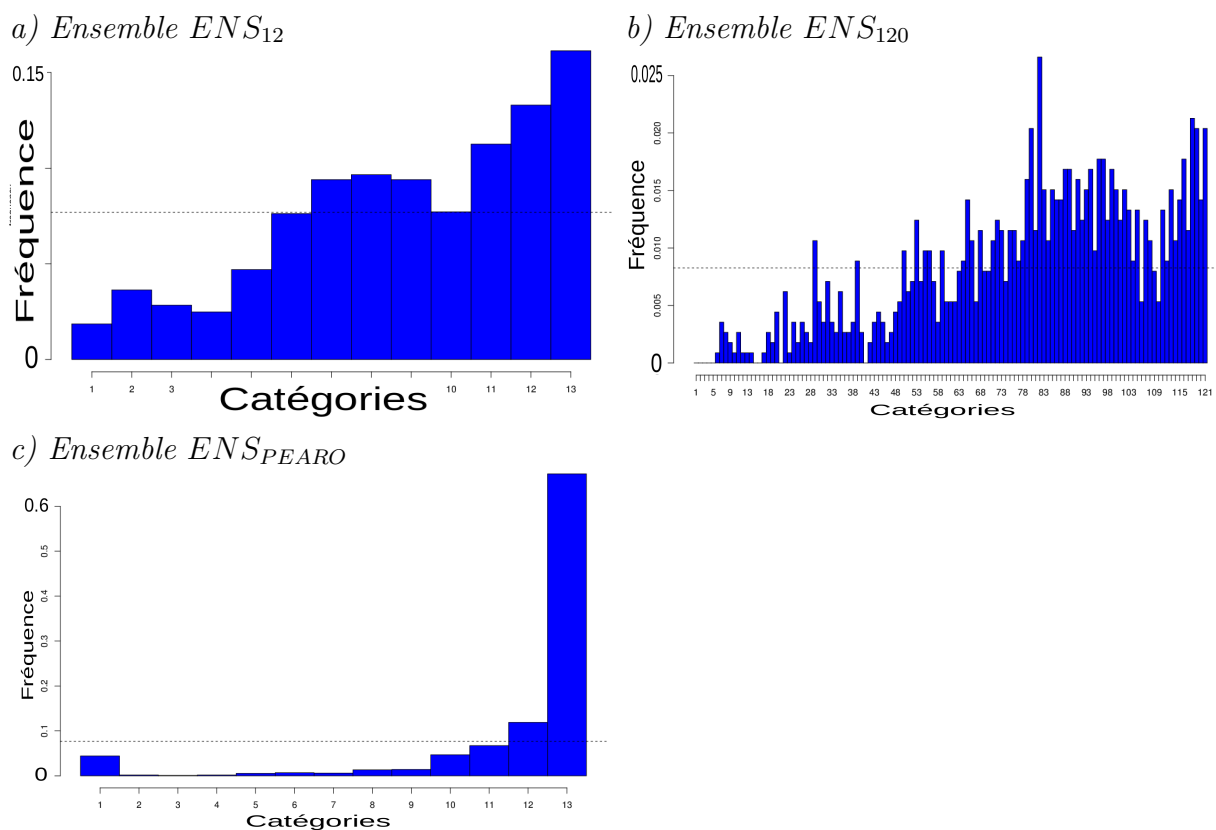 a) Ensemble ENS₁₂
0.15
Fréquence
0
1 2 3 10 11 12 13
Catégories
b) Ensemble ENS₁₂₀
0.025
0.020
0.015
0.010
0.005
0
Fréquence
1 5 9 13 18 23 28 33 38 43 48 53 58 63 68 73 78 83 88 93 98 103 109 115 121
Catégories
c) Ensemble ENS_PEARO
0.6
0.5
0.4
0.3
0.2
0.1
0
Fréquence
1 2 3 4 5 6 7 8 9 10 11 12 13
Catégories